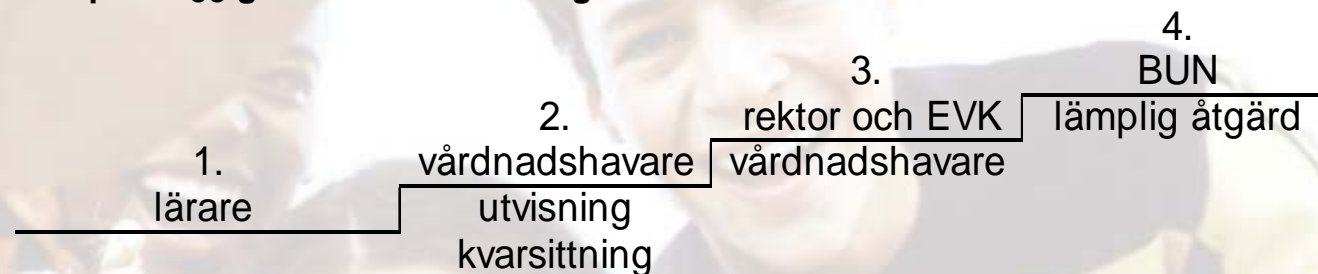 1.
lärare
2.
vårdnadshavare
utvisning
kvarsittning
3.
rektor och EVK
vårdnadshavare
4.
BUN
lämplig åtgärd